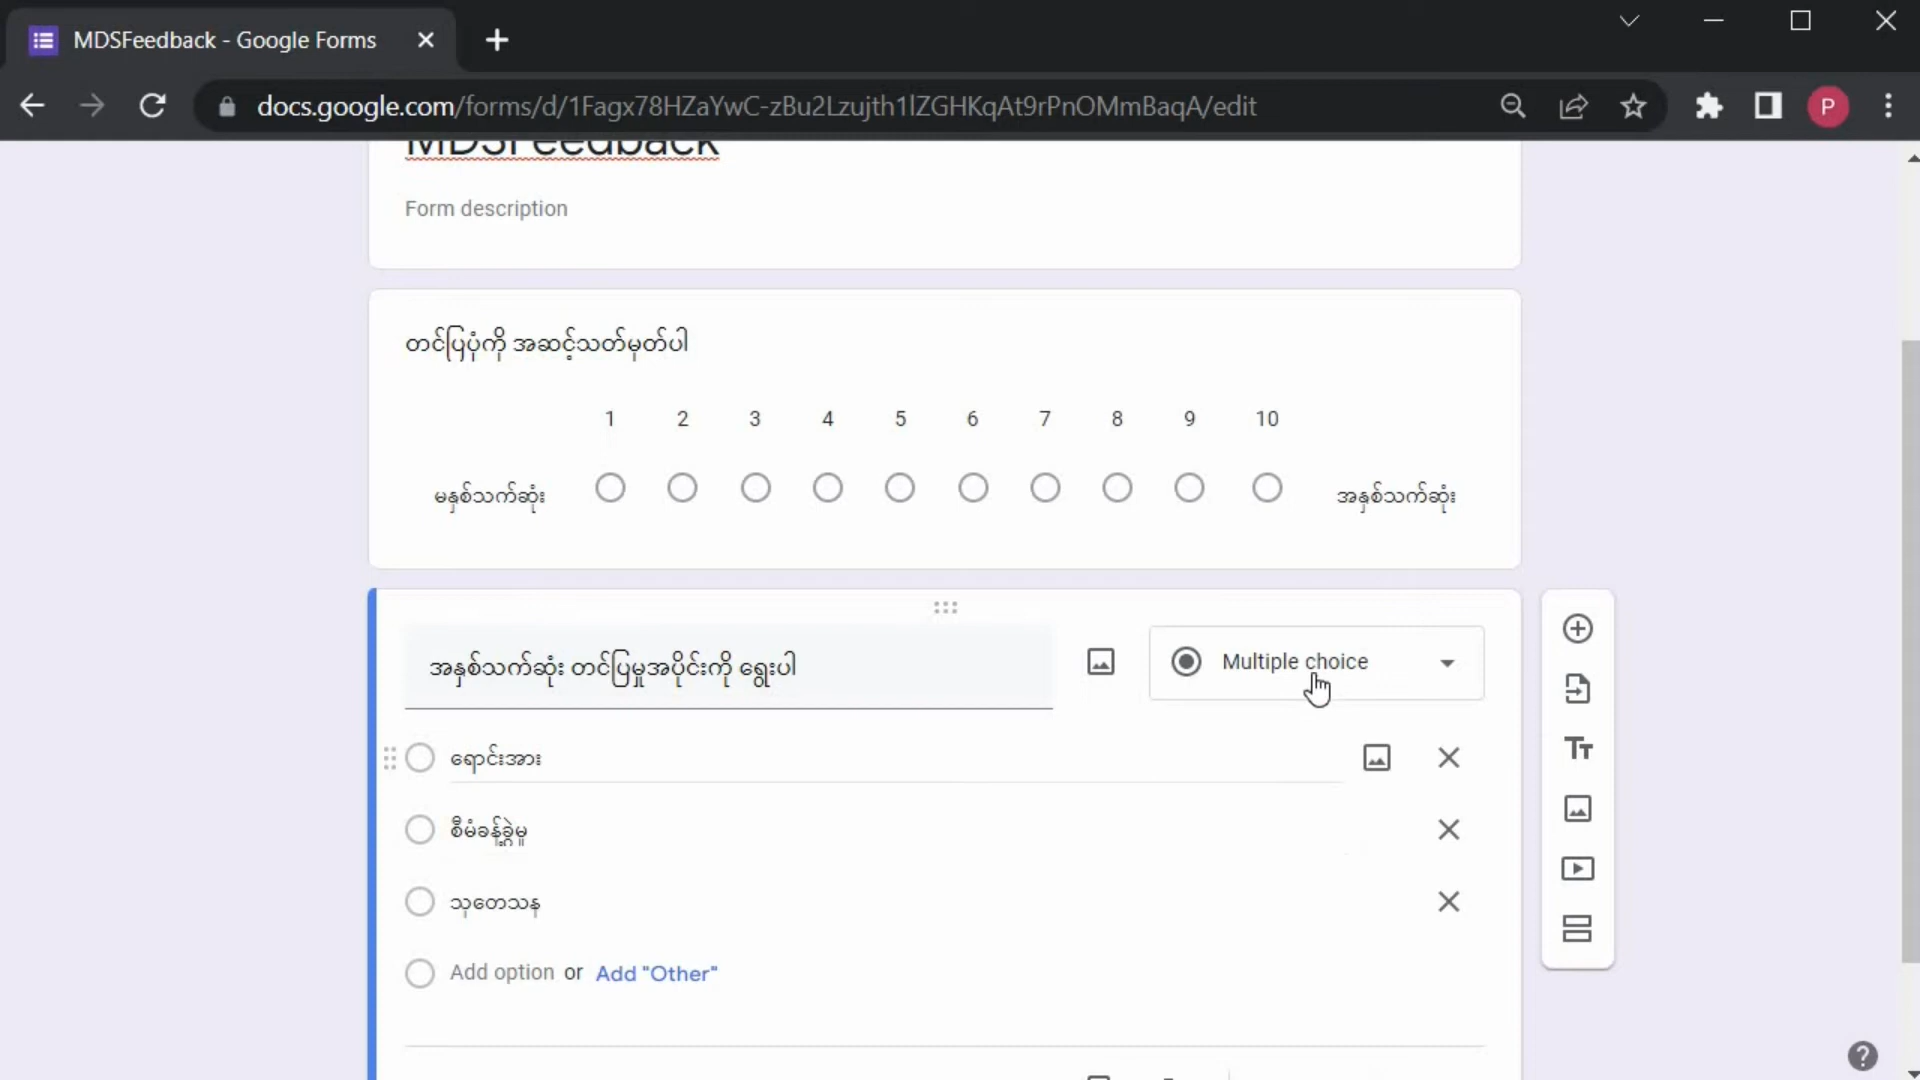 MDSFeedback - Google Forms
docs.google.com/forms/d/1Fagx78HZaYwC-zBu2Lzujth1lZGHKqAt9rPnOMmBaqA/edit
P
MDSFeedback
Form description
တင်ပြပုံကို အဆင့်သတ်မှတ်ပါ
1 2 3 4 5 6 7 8 9 10
မနှစ်သက်ဆုံး
အနှစ်သက်ဆုံး
အနှစ်သက်ဆုံး တင်ပြမှုအပိုင်းကို ရွေးပါ
Multiple choice
ရောင်းအား
စီမံခန့်ခွဲမှု
သုတေသန
Add option or Add "Other"